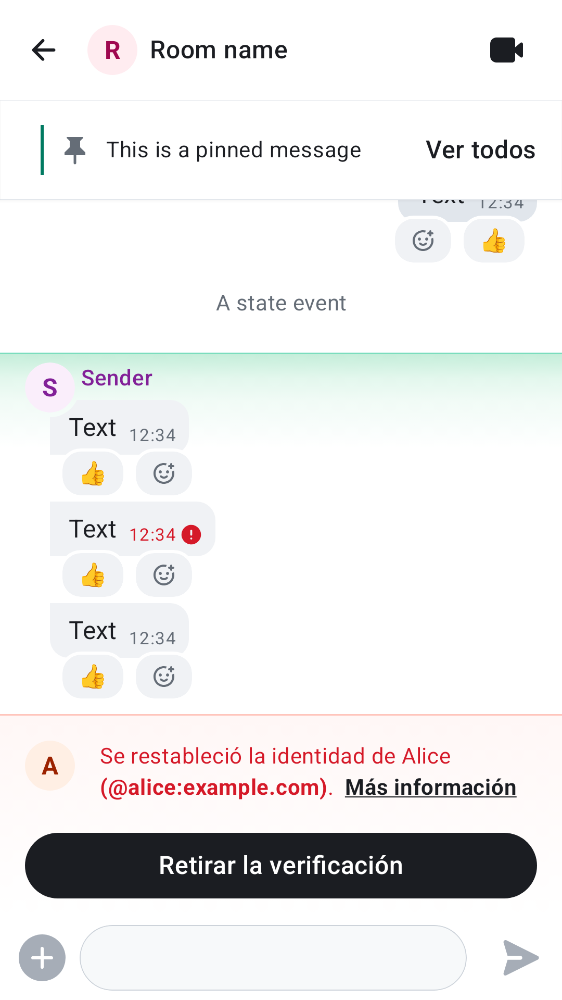 R Room name
This is a pinned message Ver todos
Text 12:34
👍
A state event
S Sender
Text 12:34
👍
Text 12:34
👍
Text 12:34
👍
A Se restableció la identidad de Alice
(@alice:example.com). Más información
Retirar la verificación